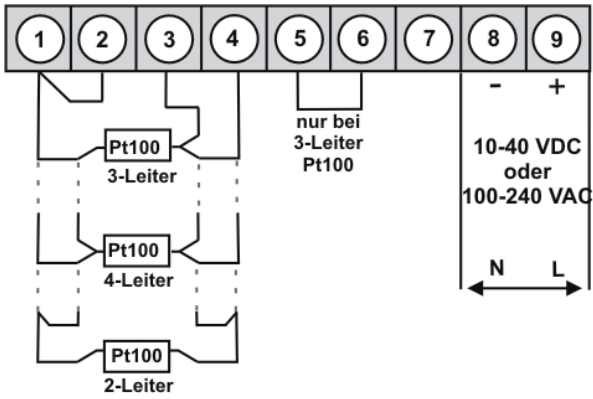 1 2 3 4 5 6 7 8 9
- +
nur bei
3-Leiter
Pt100
Pt100
3-Leiter
10-40 VDC
oder
100-240 VAC
Pt100
4-Leiter
N L
Pt100
2-Leiter